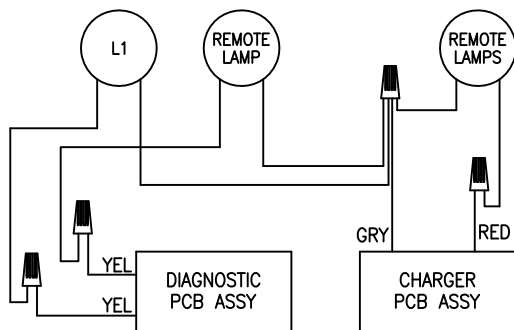 L1
REMOTE
LAMP
REMOTE
LAMPS
GRY
RED
YEL
DIAGNOSTIC
PCB ASSY
YEL
CHARGER
PCB ASSY